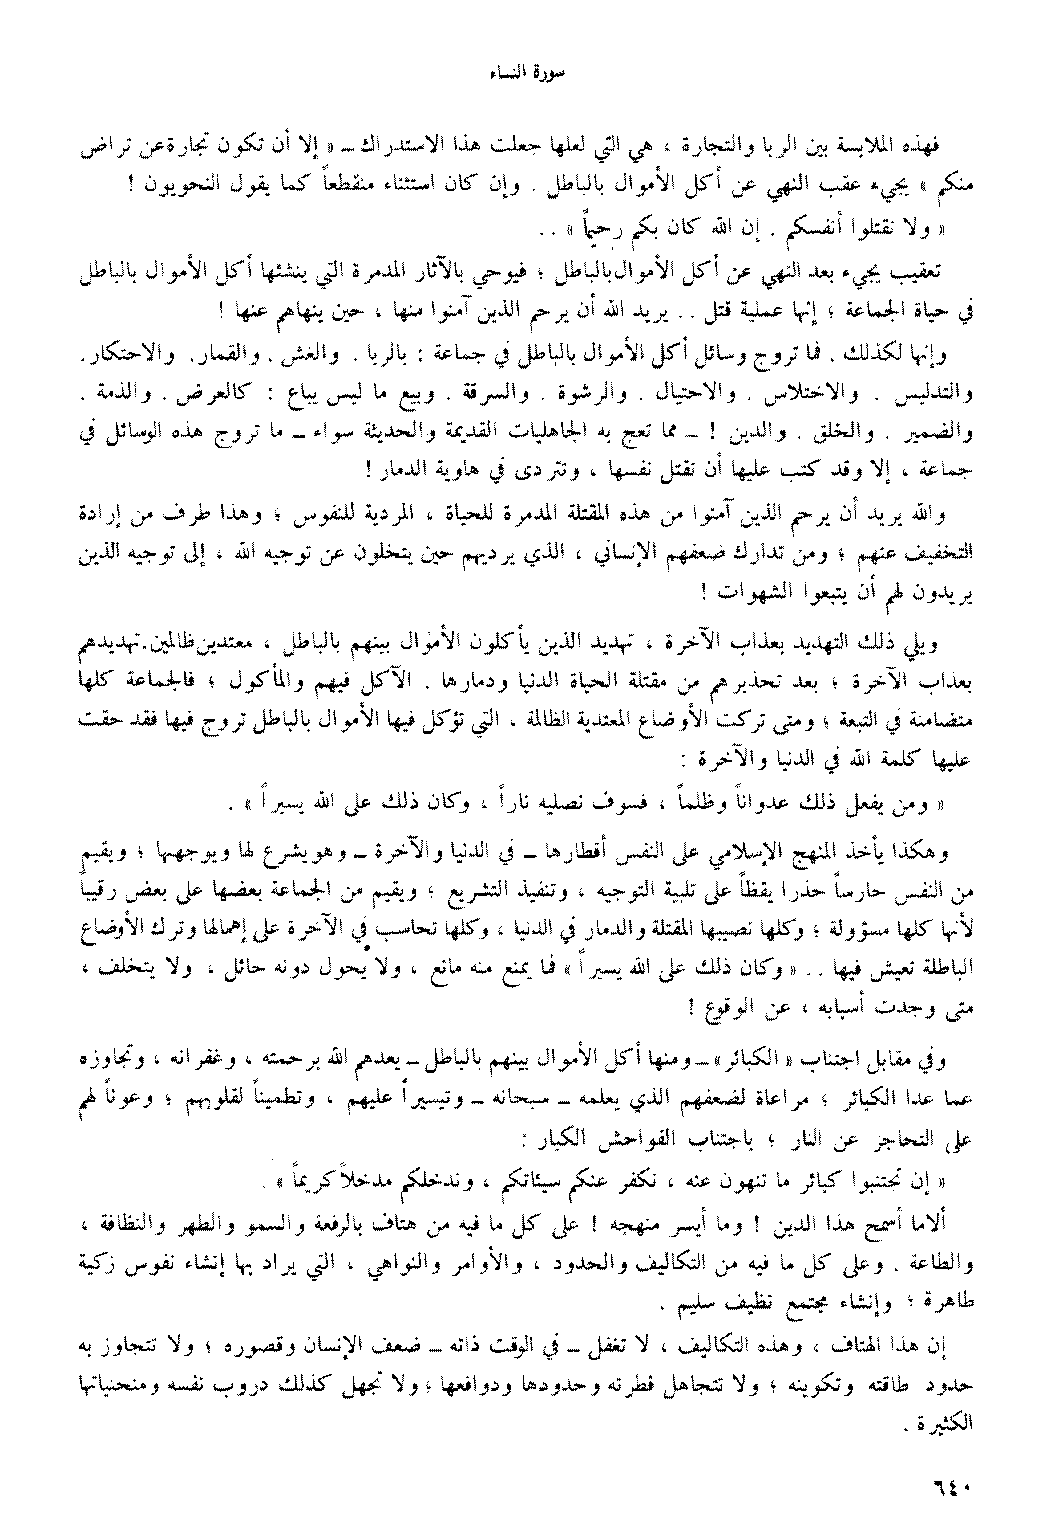 سورة النساء
فهذه الملابسة بين الربا والتجارة ، هي التي لعلها جعلت هذا الاستدراك ــ « إلا أن تكون تجارة عن تراض
منكم » يجيء عقب النهي عن أكل الأموال بالباطل . وإن كان استثناء منقطعاً كما يقول النحويون !
« ولا تقتلوا أنفسكم . إن الله كان بكم رحيماً » ..
تعقيب يجيء بعد النهي عن أكل الأموال بالباطل ؛ فيوحي بالآثار المدمرة التي ينشئها أكل الأموال بالباطل
في حياة الجماعة ؛ إنها عملية قتل .. يريد الله أن يرحم الذين آمنوا منها ، حين ينهاهم عنها !
وإنها لكذلك . فما تروج وسائل أكل الأموال بالباطل في جماعة : بالربا . والغش . والقمار . والاحتكار .
والتدليس . والاختلاس . والاحتيال . والرشوة . والسرقة . وبيع ما ليس يباع : كالعرض . والذمة .
والضمير . والخلق . والدين ! ــ مما تعج به الجاهليات القديمة والحديثة سواء ــ ما تروج هذه الوسائل في
جماعة ، إلا وقد كتب عليها أن تقتل نفسها ، وتتردى في هاوية الدمار !
والله يريد أن يرحم الذين آمنوا من هذه المقتلة المدمرة للحياة ، المردية للنفوس ؛ وهذا طرف من إرادة
التخفيف عنهم ؛ ومن تدارك ضعفهم الإنساني ، الذي يرديهم حين يتخلون عن توجيه الله ، إلى توجيه الذين
يريدون لهم أن يتبعوا الشهوات !
ويلي ذلك التهديد بعذاب الآخرة ، تهديد الذين يأكلون الأموال بينهم بالباطل ، معتدين ظالمين . تهديدهم
بعذاب الآخرة ؛ بعد تحذيرهم من مقتلة الحياة الدنيا ودمارها . الآكل فيهم والمأكول ؛ فالجماعة كلها
متضامنة في التبعة ؛ ومتى تركت الأوضاع المعتدية الظالمة ، التي تؤكل فيها الأموال بالباطل تروج فيها فقد حقت
عليها كلمة الله في الدنيا والآخرة :
« ومن يفعل ذلك عدواناً وظلماً ، فسوف نصليه ناراً ، وكان ذلك على الله يسيراً » .
وهكذا يأخذ المنهج الإسلامي على النفس أقطارها ــ في الدنيا والآخرة ــ وهو يشرع لها ويوجهها ؛ ويقيم
من النفس حارساً حذرا يقظاً على تلبية التوجيه ، وتنفيذ التشريع ؛ ويقيم من الجماعة بعضها على بعض رقيباً
لأنها كلها مسؤولة ؛ وكلها نصيبها المقتلة والدمار في الدنيا ، وكلها تحاسب في الآخرة على إهمالها وترك الأوضاع
الباطلة تعيش فيها .. « وكان ذلك على الله يسيراً » فما يمنع منه مانع ، ولا يحول دونه حائل ، ولا يتخلف ،
متى وجدت أسبابه ، عن الوقوع !
وفي مقابل اجتناب « الكبائر » ــ ومنها أكل الأموال بينهم بالباطل ــ يعدهم الله برحمته ، وغفرانه ، وتجاوزه
عما عدا الكبائر ؛ مراعاة لضعفهم الذي يعلمه ــ سبحانه ــ وتيسيراً عليهم ، وتطميناً لقلوبهم ؛ وعوناً لهم
على التحاجز عن النار ؛ باجتناب الفواحش الكبار :
« إن تجتنبوا كبائر ما تنهون عنه ، نكفر عنكم سيئاتكم ، وندخلكم مدخلاً كريماً » .
ألاما أسمح هذا الدين ! وما أيسر منهجه ! على كل ما فيه من هتاف بالرفعة والسمو والطهر والنظافة ،
والطاعة . وعلى كل ما فيه من التكاليف والحدود ، والأوامر والنواهي ، التي يراد بها إنشاء نفوس زكية
طاهرة ؛ وإنشاء مجتمع نظيف سليم .
إن هذا الهتاف ، وهذه التكاليف ، لا تغفل ــ في الوقت ذاته ــ ضعف الإنسان وقصوره ؛ ولا تتجاوز به
حدود طاقته وتكوينه ؛ ولا تتجاهل فطرته وحدودها ودوافعها ؛ ولا تجهل كذلك دروب نفسه ومنحنياتها
الكثيرة .
٦٤٠